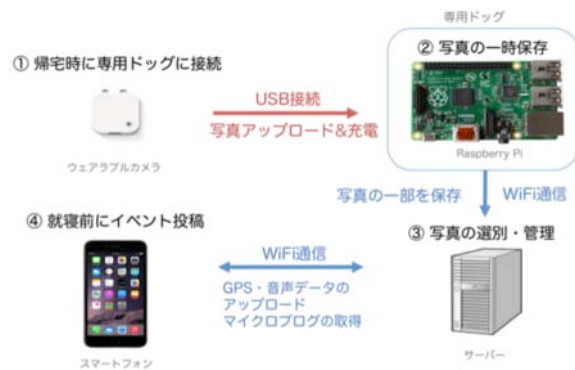 専用ドッグ
① 帰宅時に専用ドッグに接続
② 写真の一時保存
USB接続
写真アップロード&充電
ウェアラブルカメラ
Raspberry Pi
写真の一部を保存
WiFi通信
④ 就寝前にイベント投稿
③ 写真の選別・管理
WiFi通信
GPS・音声データの
アップロード
マイクロブログの取得
スマートフォン
サーバー